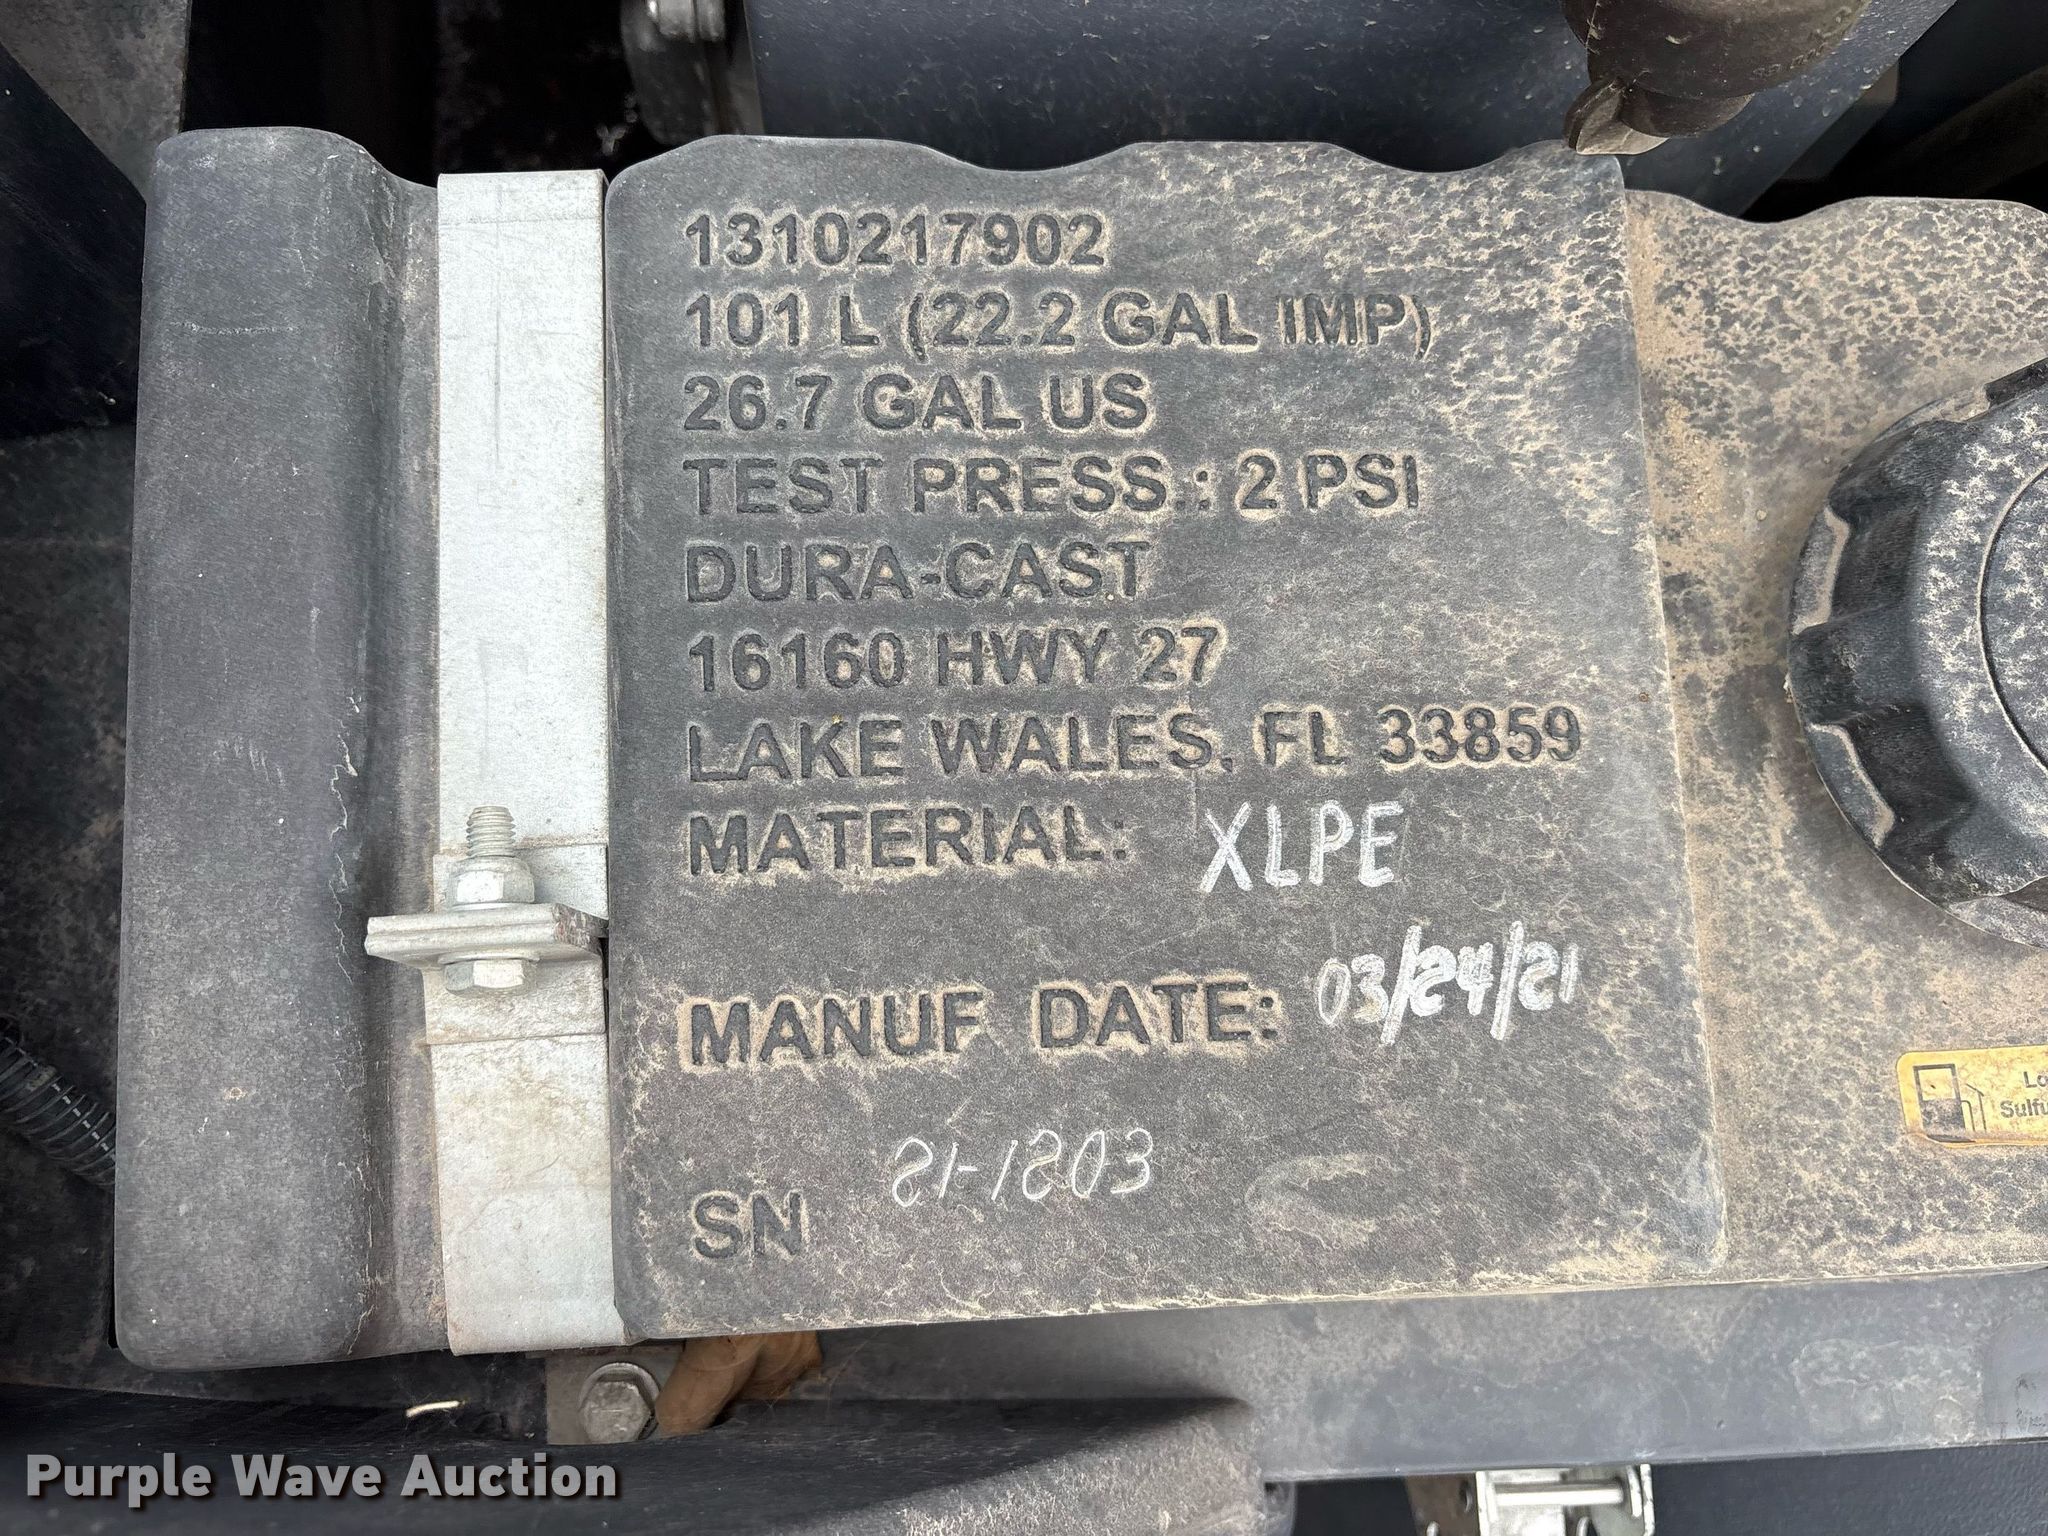 1310217902
101 L (22.2 GAL IMP)
26.7 GAL US
TEST PRESS.: 2 PSI
DURA-CAST
16160 HWY 27
LAKE WALES, FL 33859
MATERIAL: XLPE
MANUF DATE: 03/24/21
21-1203
SN
Purple Wave Auction